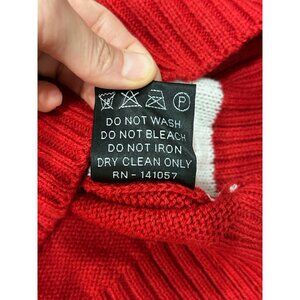 P
DO NOT WASH
DO NOT BLEACH
DO NOT IRON
DRY CLEAN ONLY
RN - 141057